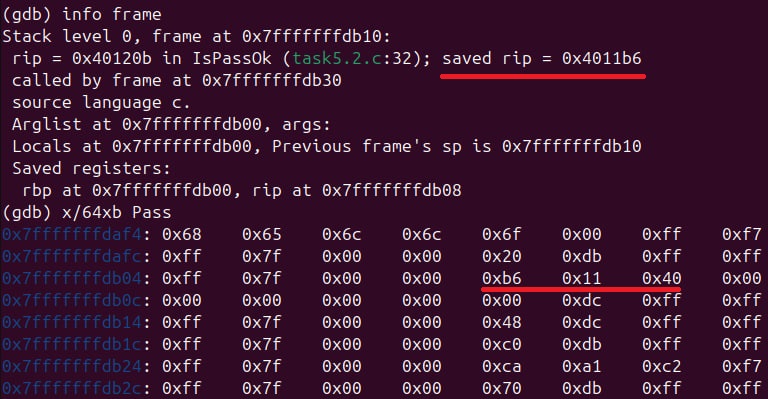 (gdb) info frame
Stack level 0, frame at 0x7fffffffdb10:
 rip = 0x40120b in IsPassOk (task5.2.c:32); saved rip = 0x4011b6
 called by frame at 0x7fffffffdb30
 source language c.
 Arglist at 0x7fffffffdb00, args:
 Locals at 0x7fffffffdb00, Previous frame's sp is 0x7fffffffdb10
 Saved registers:
  rbp at 0x7fffffffdb00, rip at 0x7fffffffdb08
(gdb) x/64xb Pass
0x7fffffffdaf4: 0x68 0x65 0x6c 0x6c 0x6f 0x00 0xff 0xf7
0x7fffffffdafc: 0xff 0x7f 0x00 0x00 0x20 0xdb 0xff 0xff
0x7fffffffdb04: 0xff 0x7f 0x00 0x00 0xb6 0x11 0x40 0x00
0x7fffffffdb0c: 0x00 0x00 0x00 0x00 0x00 0xdc 0xff 0xff
0x7fffffffdb14: 0xff 0x7f 0x00 0x00 0x48 0xdc 0xff 0xff
0x7fffffffdb1c: 0xff 0x7f 0x00 0x00 0xc0 0xdb 0xff 0xff
0x7fffffffdb24: 0xff 0x7f 0x00 0x00 0xca 0xa1 0xc2 0xf7
0x7fffffffdb2c: 0xff 0x7f 0x00 0x00 0x70 0xdb 0xff 0xff